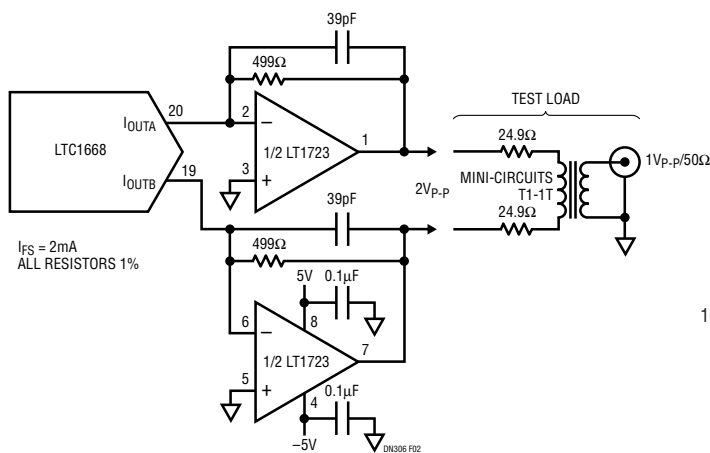 39pF
499Ω
LTC1668
IOUTA
20
2
−
1
3
+
1/2 LT1723
IOUTB
19
TEST LOAD
24.9Ω
MINI-CIRCUITS
T1-1T
24.9Ω
1VP-P/50Ω
2VP-P
39pF
499Ω
IFS = 2mA
ALL RESISTORS 1%
5V
0.1µF
8
6
−
7
1/2 LT1723
5
+
4
0.1µF
−5V
DN306 F02
1